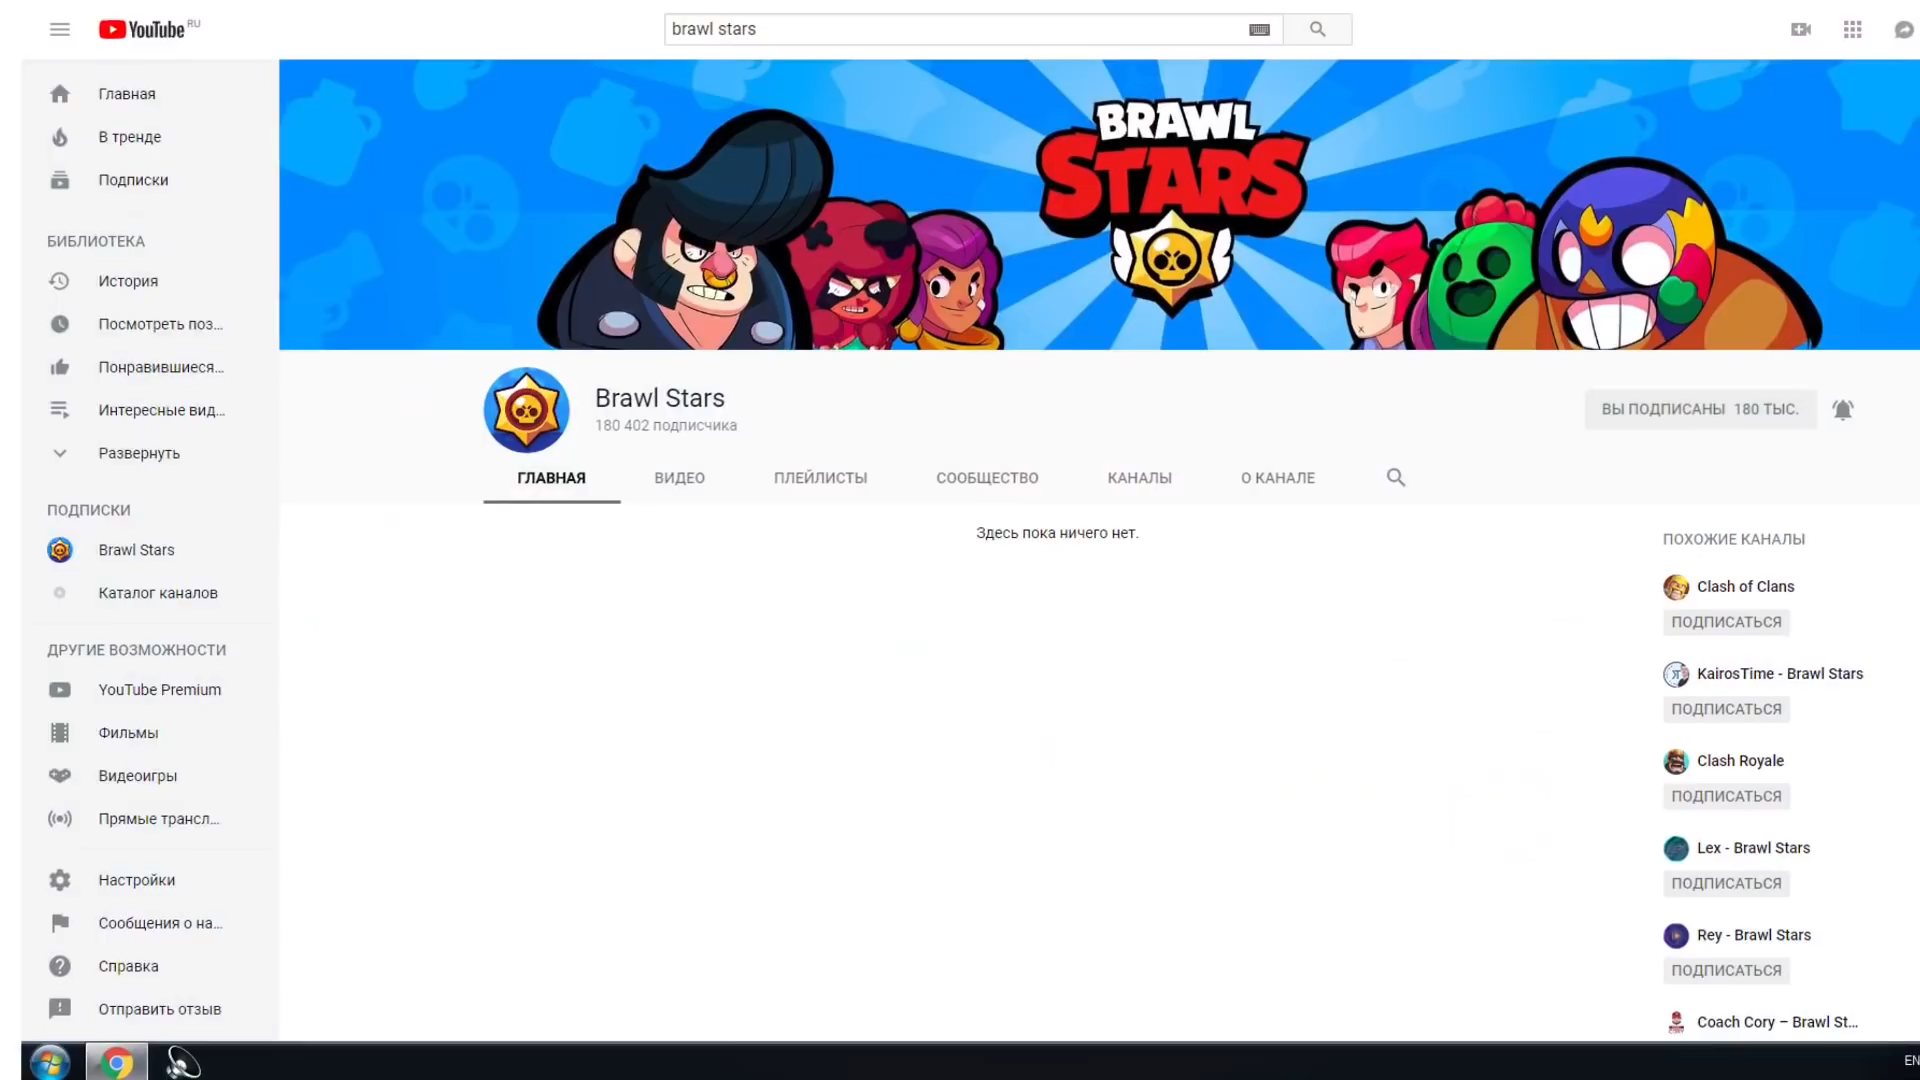 YouTube RU
brawl stars
Главная
В тренде
Подписки
БИБЛИОТЕКА
История
Посмотреть поз...
Понравившиеся...
Интересные вид...
Развернуть
ПОДПИСКИ
Brawl Stars
Каталог каналов
ДРУГИЕ ВОЗМОЖНОСТИ
YouTube Premium
Фильмы
Видеоигры
Прямые трансл...
Настройки
Сообщения о на...
Справка
Отправить отзыв
BRAWL
STARS
Brawl Stars
180 402 подписчика
ВЫ ПОДПИСАНЫ 180 ТЫС.
ГЛАВНАЯ ВИДЕО ПЛЕЙЛИСТЫ СООБЩЕСТВО КАНАЛЫ О КАНАЛЕ
Здесь пока ничего нет.
ПОХОЖИЕ КАНАЛЫ
Clash of Clans
ПОДПИСАТЬСЯ
KairosTime - Brawl Stars
ПОДПИСАТЬСЯ
Clash Royale
ПОДПИСАТЬСЯ
Lex - Brawl Stars
ПОДПИСАТЬСЯ
Rey - Brawl Stars
ПОДПИСАТЬСЯ
Coach Cory – Brawl St...
EN